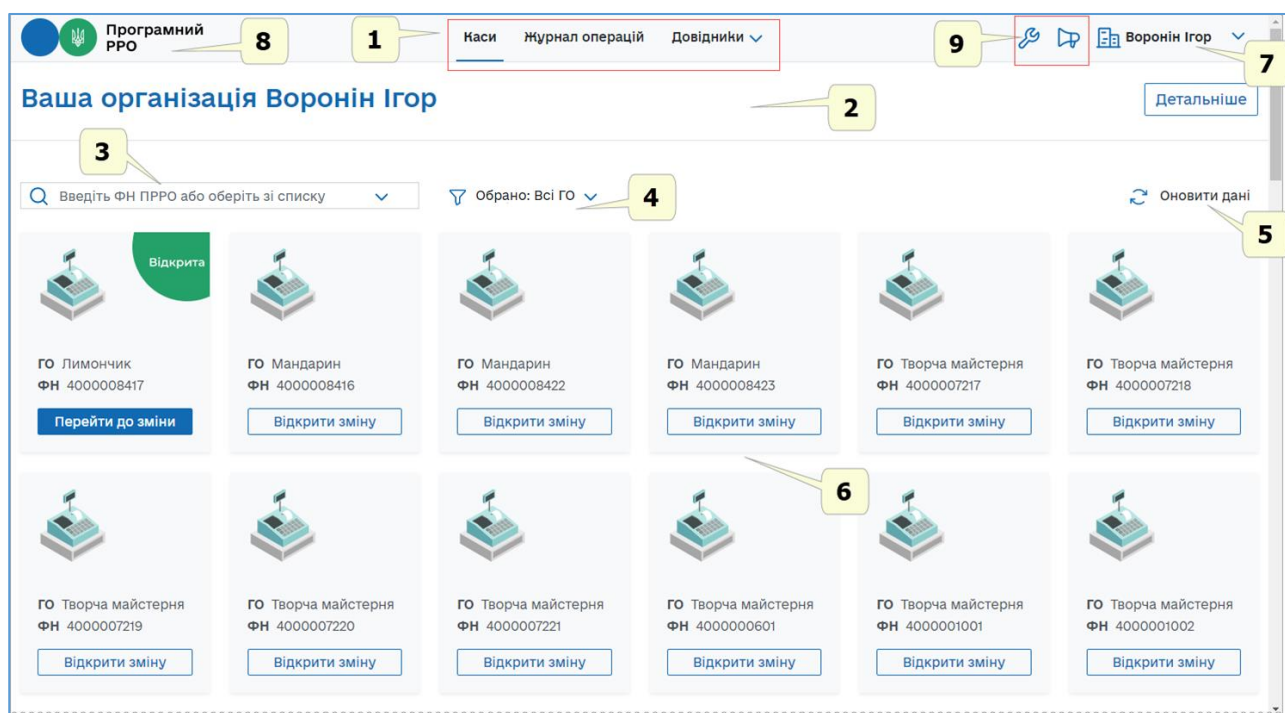 Програмний
РРО
8
1
Каси Журнал операцій Довідники
9
Воронін Ігор
7
Ваша організація Воронін Ігор
2
Детальніше
3
Введіть ФН ПРРО або оберіть зі списку
Обрано: Всі ГО
4
Оновити дані
5
Відкрита
ГО Лимончик
ФН 4000008417
Перейти до зміни
ГО Мандарин
ФН 4000008416
Відкрити зміну
ГО Мандарин
ФН 4000008422
Відкрити зміну
ГО Мандарин
ФН 4000008423
Відкрити зміну
ГО Творча майстерня
ФН 4000007217
Відкрити зміну
ГО Творча майстерня
ФН 4000007218
Відкрити зміну
6
ГО Творча майстерня
ФН 4000007219
Відкрити зміну
ГО Творча майстерня
ФН 4000007220
Відкрити зміну
ГО Творча майстерня
ФН 4000007221
Відкрити зміну
ГО Творча майстерня
ФН 4000000601
Відкрити зміну
ГО Творча майстерня
ФН 4000001001
Відкрити зміну
ГО Творча майстерня
ФН 4000001002
Відкрити зміну